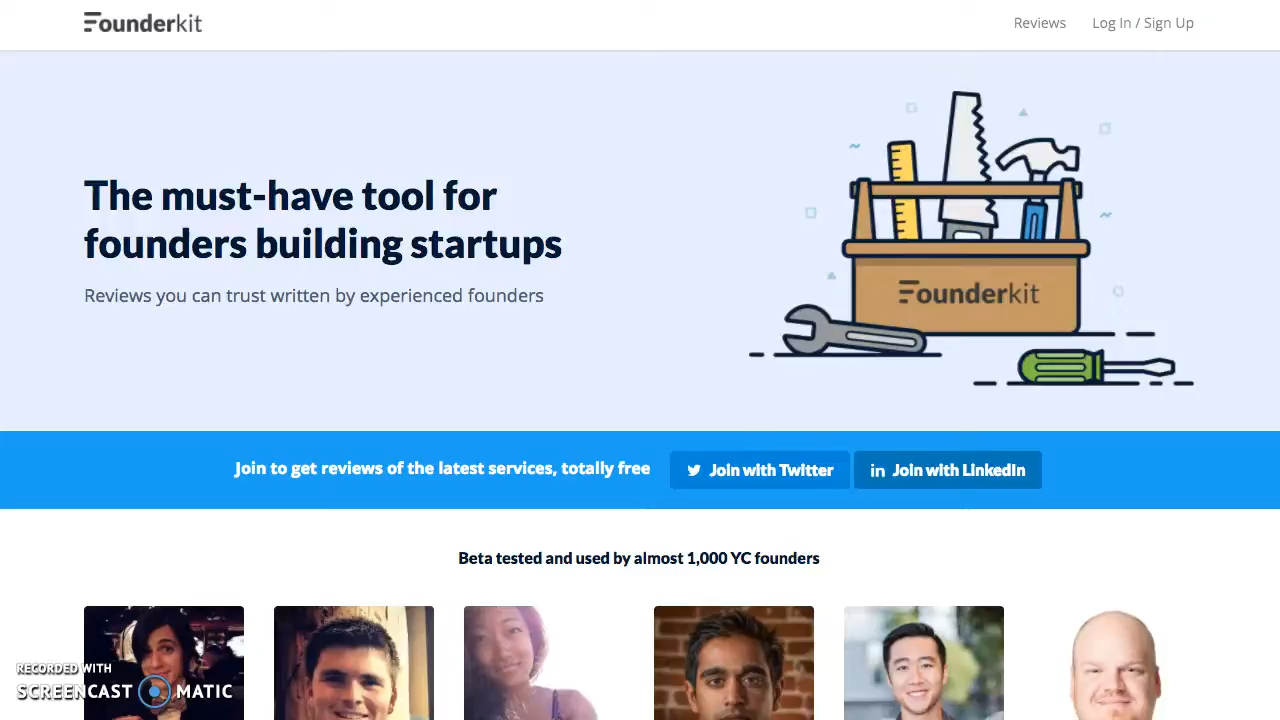 Founderkit
Reviews
Log In / Sign Up
The must-have tool for
founders building startups
Reviews you can trust written by experienced founders
Founderkit
Join to get reviews of the latest services, totally free
Join with Twitter
in Join with LinkedIn
Beta tested and used by almost 1,000 YC founders
RECORDED WITH
SCREENCAST MATIC